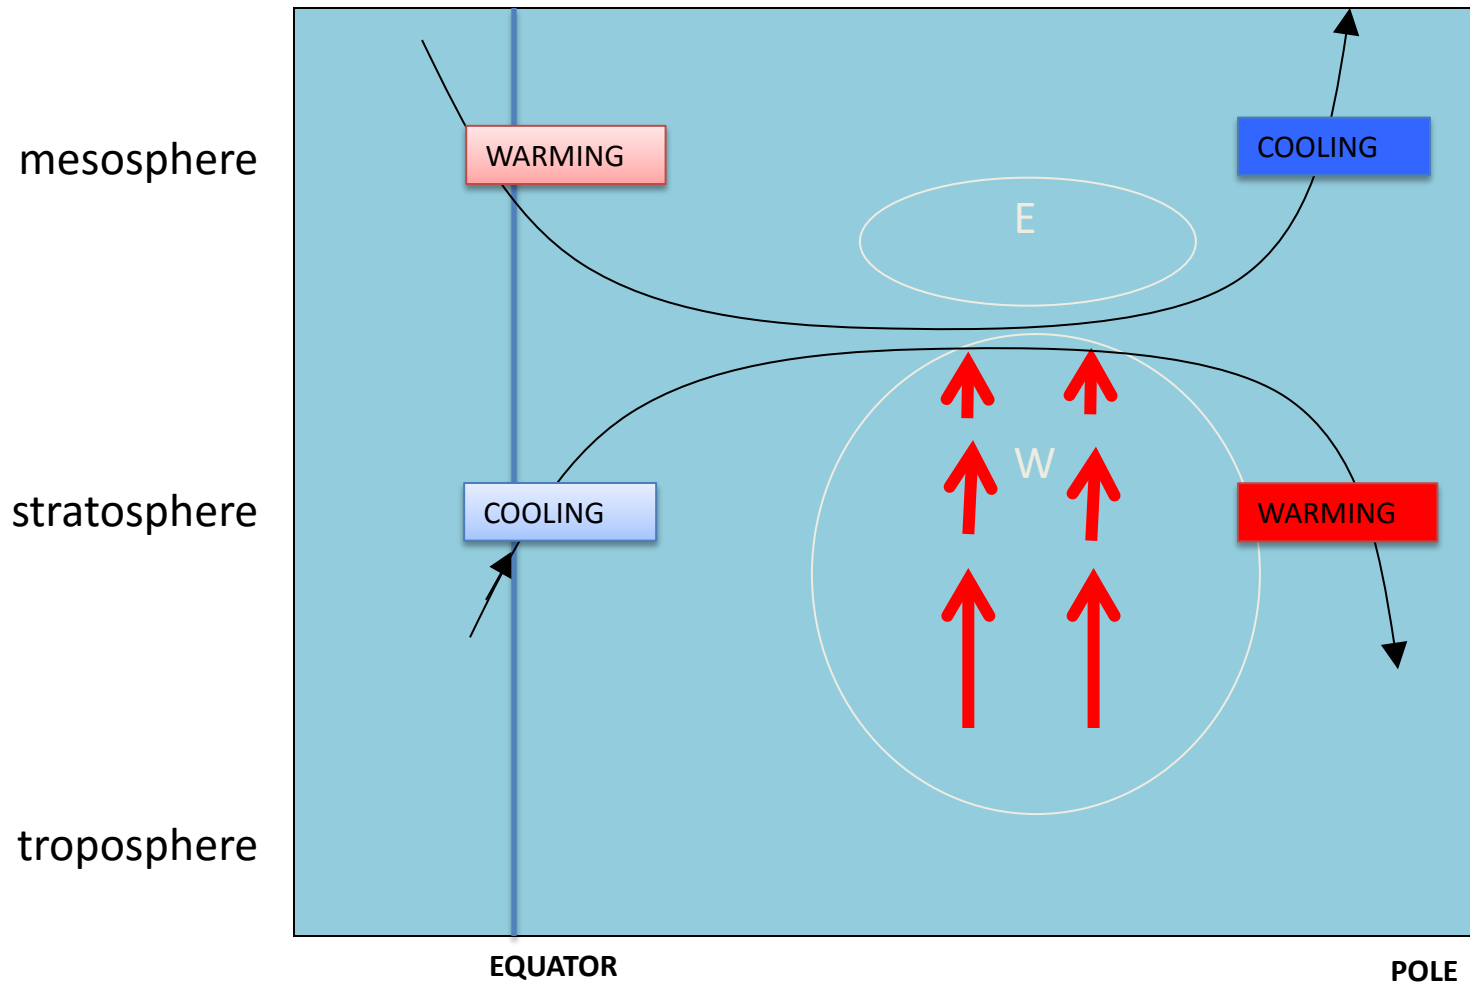 mesosphere
WARMING
COOLING
E
W
stratosphere
COOLING
WARMING
troposphere
EQUATOR
POLE